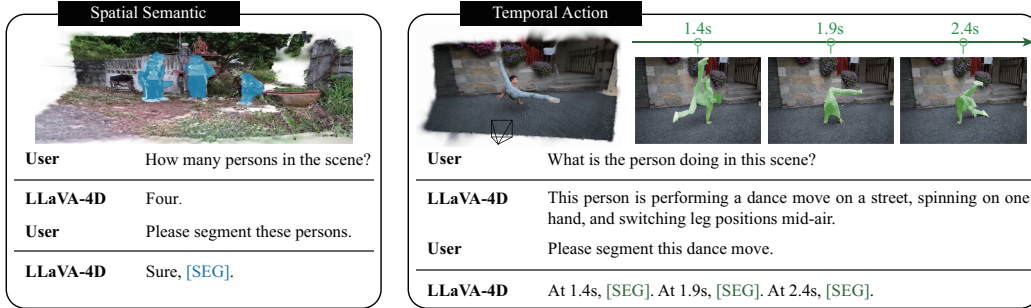 Spatial Semantic
User How many persons in the scene?
LLaVA-4D Four.
User Please segment these persons.
LLaVA-4D Sure, [SEG].
Temporal Action
1.4s 1.9s 2.4s
User What is the person doing in this scene?
LLaVA-4D This person is performing a dance move on a street, spinning on one
hand, and switching leg positions mid-air.
User Please segment this dance move.
LLaVA-4D At 1.4s, [SEG]. At 1.9s, [SEG]. At 2.4s, [SEG].